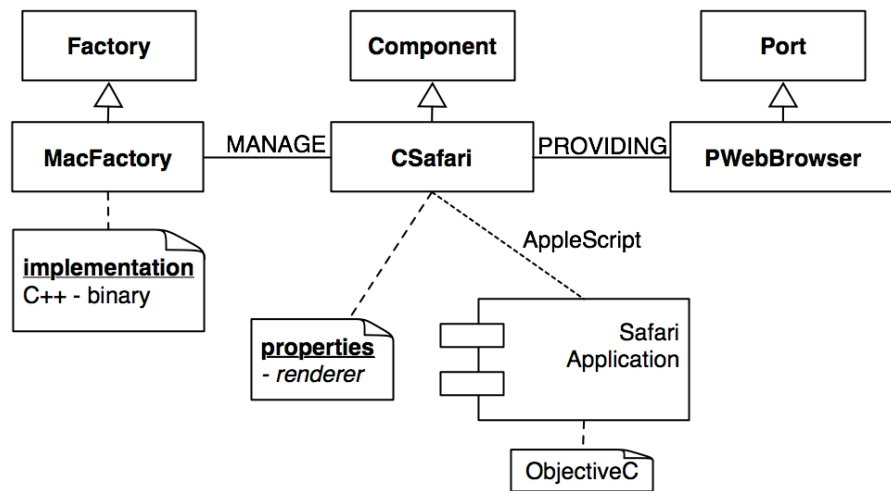 Factory
Component
Port
MacFactory
MANAGE
CSafari
PROVIDING
PWebBrowser
implementation
C++ - binary
AppleScript
properties
- renderer
Safari
Application
ObjectiveC